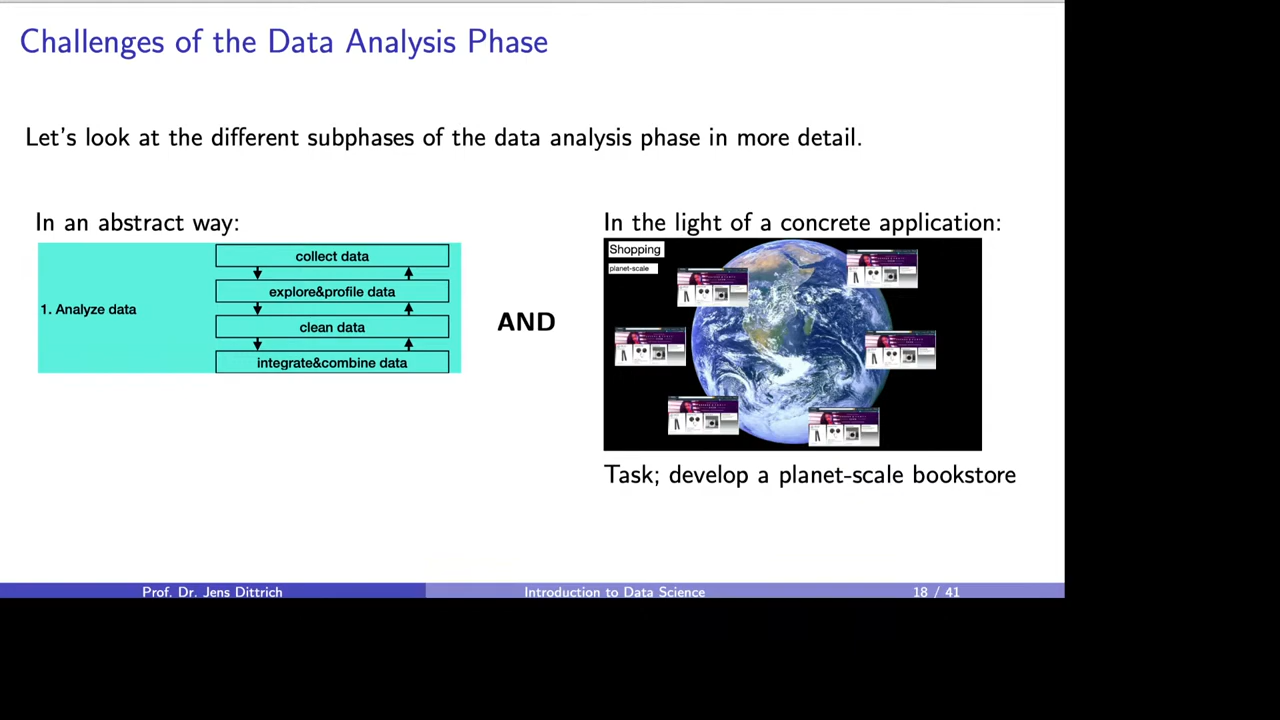 Challenges of the Data Analysis Phase
Let's look at the different subphases of the data analysis phase in more detail.
In an abstract way:
1. Analyze data
collect data
explore&profile data
clean data
integrate&combine data
AND
In the light of a concrete application:
Shopping
planet-scale
Task; develop a planet-scale bookstore
Prof. Dr. Jens Dittrich
Introduction to Data Science
18 / 41